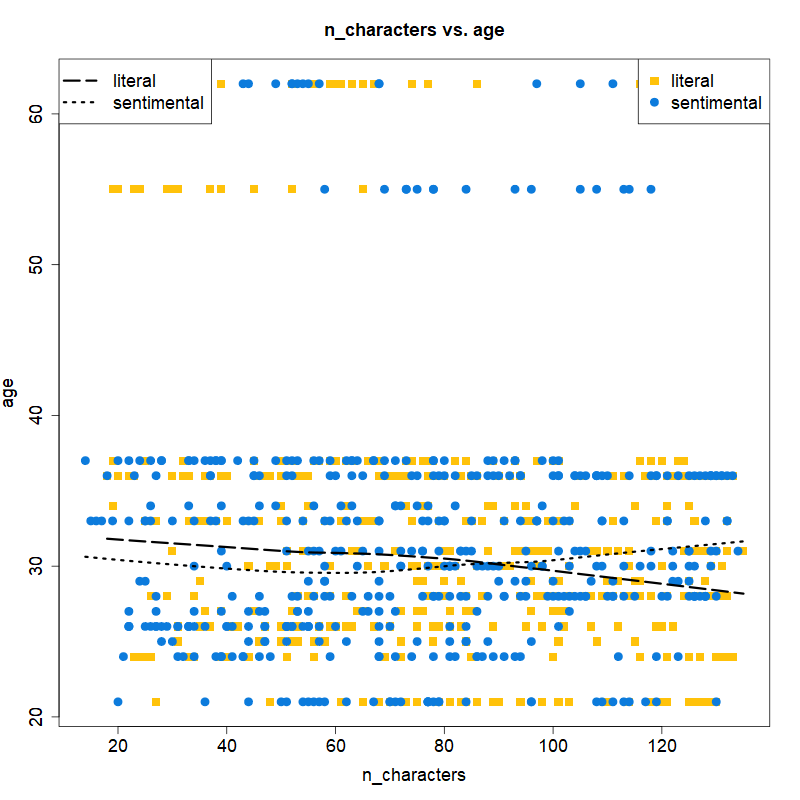 n_characters vs. age
literal
sentimental
literal
sentimental
60
50
40
30
20
age
20
40
60
80
100
120
n_characters